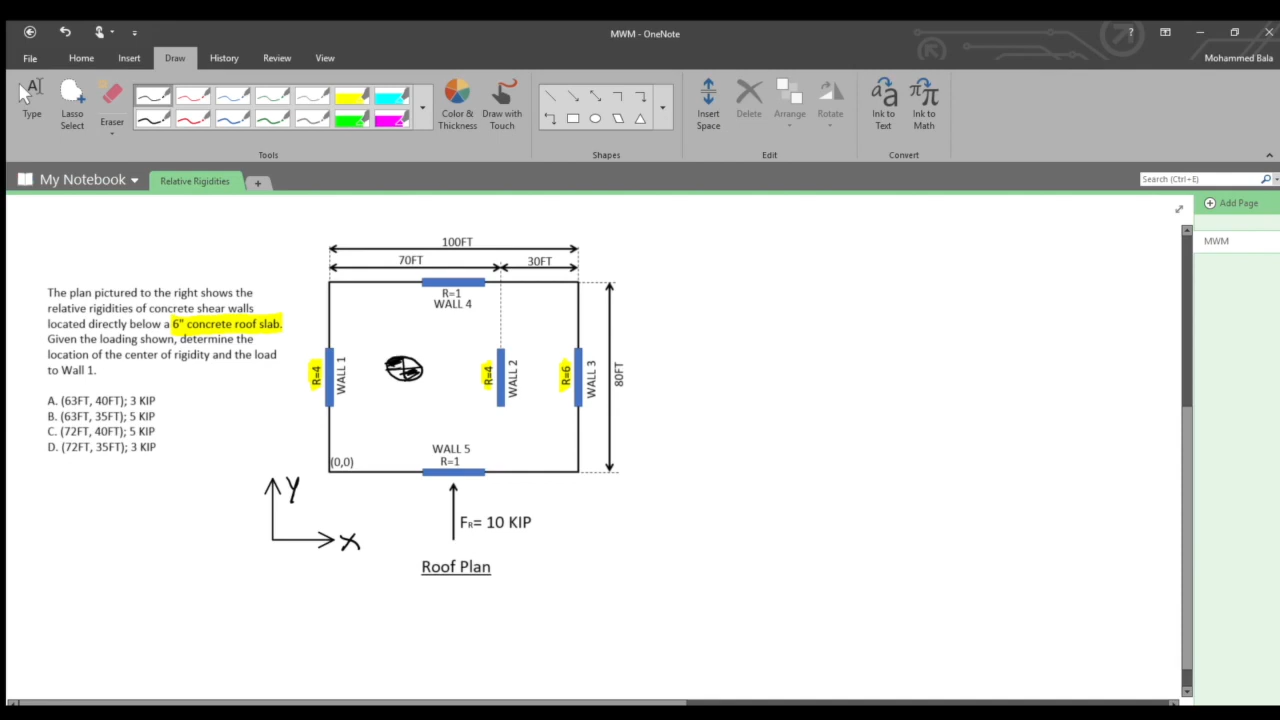 MWM - OneNote
?
File
Home
Insert
Draw
History
Review
View
Mohammed Bala
Type
Lasso Select
Eraser
Color & Thickness
Draw with Touch
Insert Space
Delete
Arrange
Rotate
Ink to Text
Ink to Math
Tools
Shapes
Edit
Convert
My Notebook
Relative Rigidities
+
Search (Ctrl+E)
Add Page
MWM
The plan pictured to the right shows the
relative rigidities of concrete shear walls
located directly below a 6" concrete roof slab.
Given the loading shown, determine the
location of the center of rigidity and the load
to Wall 1.
A. (63FT, 40FT); 3 KIP
B. (63FT, 35FT); 5 KIP
C. (72FT, 40FT); 5 KIP
D. (72FT, 35FT); 3 KIP
100FT
70FT
30FT
R=1
WALL 4
R=4
WALL 1
R=4
WALL 2
R=6
WALL 3
80FT
WALL 5
R=1
(0,0)
Y
X
FR= 10 KIP
Roof Plan